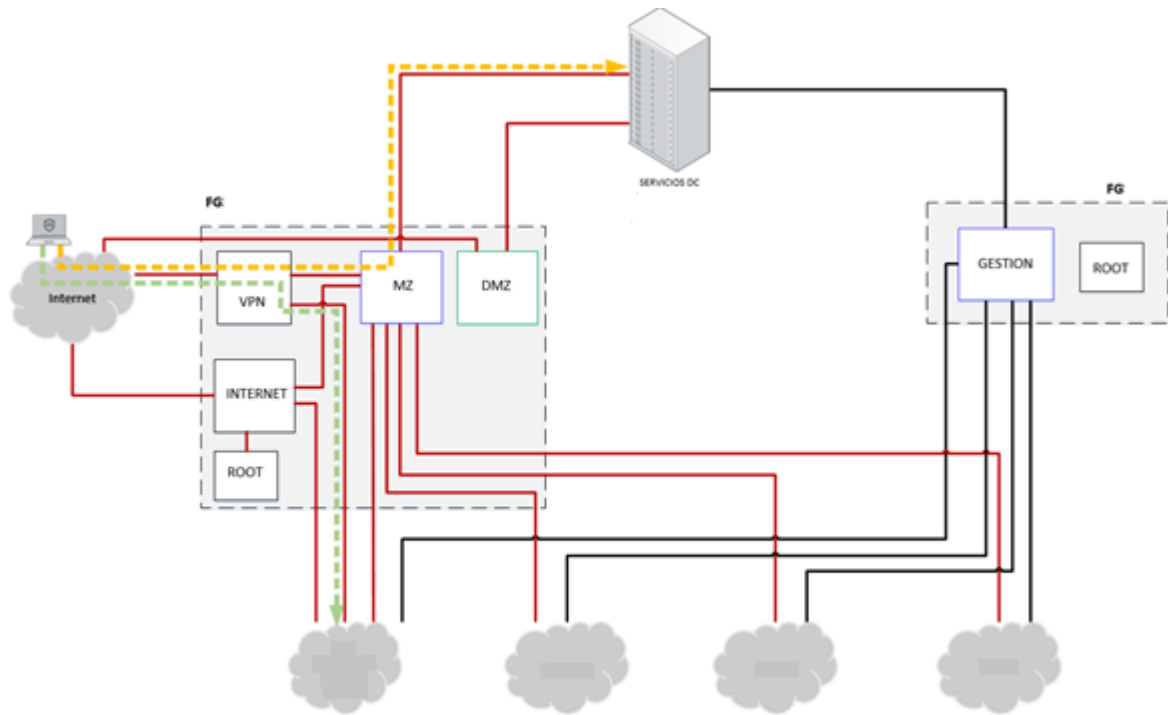 SERVICIOS DC
FG
FG
Internet
VPN
MZ
DMZ
GESTION
ROOT
INTERNET
ROOT